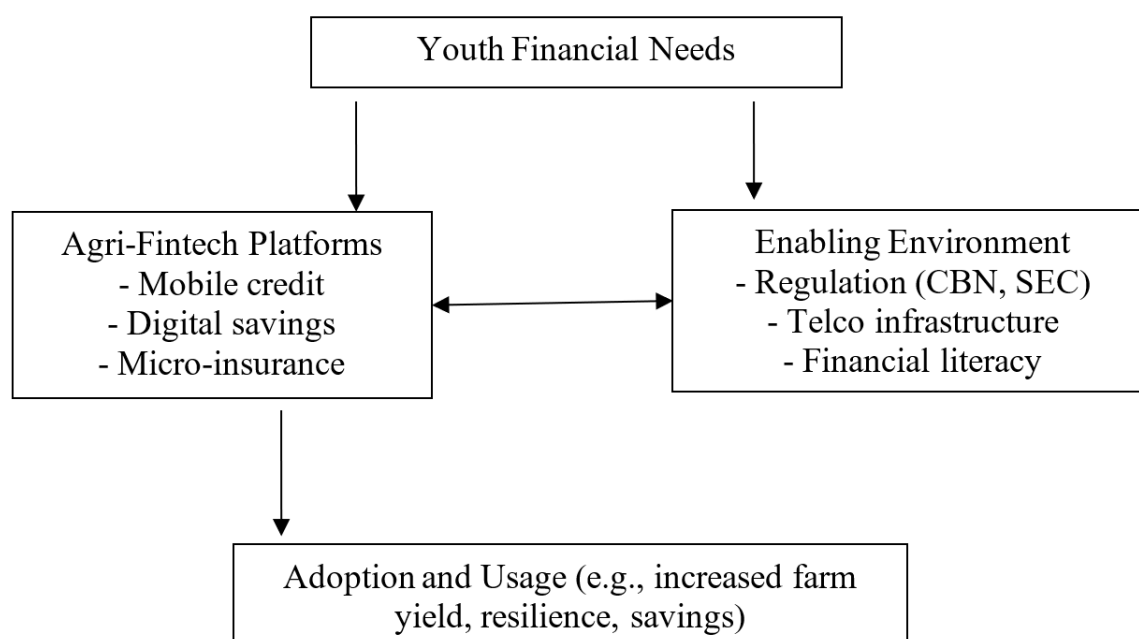 Youth Financial Needs
Agri-Fintech Platforms
- Mobile credit
- Digital savings
- Micro-insurance
Enabling Environment
- Regulation (CBN, SEC)
- Telco infrastructure
- Financial literacy
Adoption and Usage (e.g., increased farm
yield, resilience, savings)